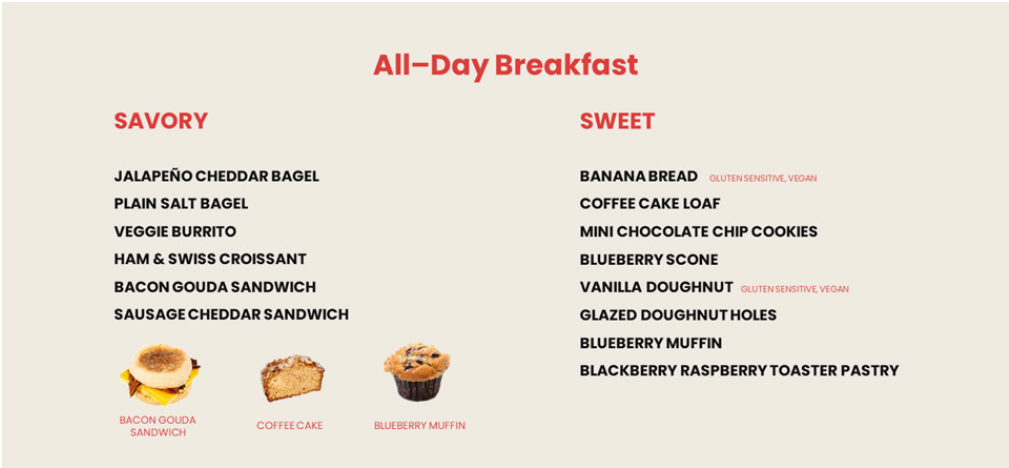 All–Day Breakfast
SAVORY
JALAPEÑO CHEDDAR BAGEL
PLAIN SALT BAGEL
VEGGIE BURRITO
HAM & SWISS CROISSANT
BACON GOUDA SANDWICH
SAUSAGE CHEDDAR SANDWICH
BACON GOUDA
SANDWICH
COFFEE CAKE
BLUEBERRY MUFFIN
SWEET
BANANA BREAD GLUTEN SENSITIVE, VEGAN
COFFEE CAKE LOAF
MINI CHOCOLATE CHIP COOKIES
BLUEBERRY SCONE
VANILLA DOUGHNUT GLUTEN SENSITIVE, VEGAN
GLAZED DOUGHNUT HOLES
BLUEBERRY MUFFIN
BLACKBERRY RASPBERRY TOASTER PASTRY